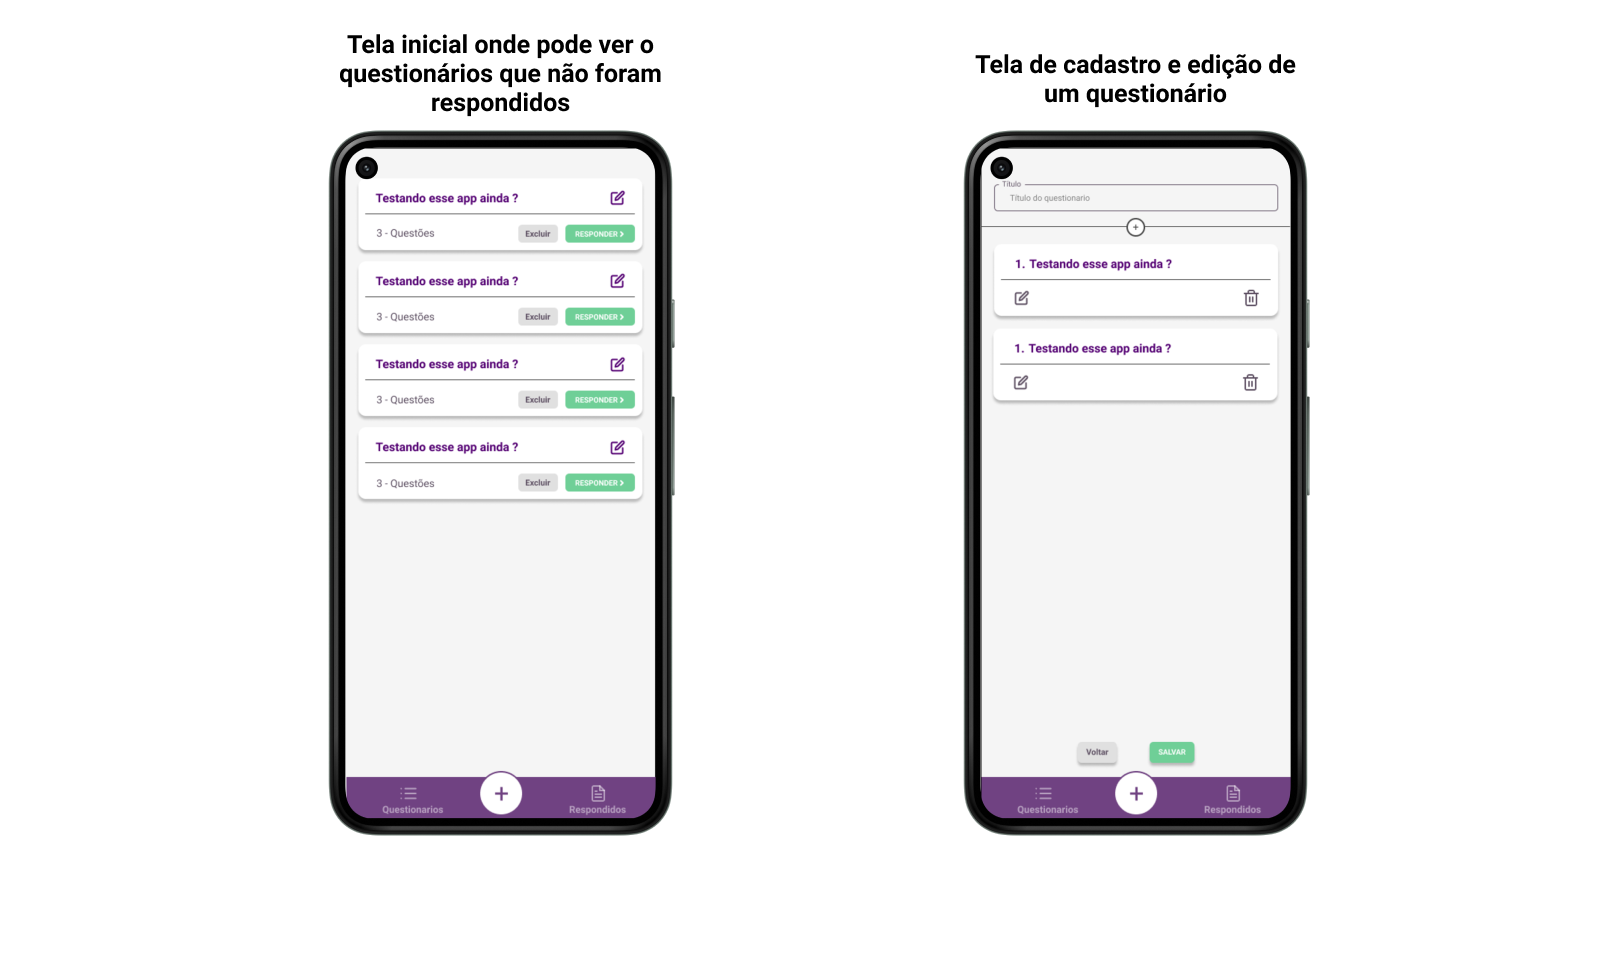 Tela inicial onde pode ver o
questionários que não foram
respondidos
Testando esse app ainda ?
3 - Questões Excluir RESPONDER
Testando esse app ainda ?
3 - Questões Excluir RESPONDER
Testando esse app ainda ?
3 - Questões Excluir RESPONDER
Testando esse app ainda ?
3 - Questões Excluir RESPONDER
Questionarios Respondidos
Tela de cadastro e edição de
um questionário
Título
Título do questionario
1. Testando esse app ainda ?
1. Testando esse app ainda ?
Voltar SALVAR
Questionarios Respondidos